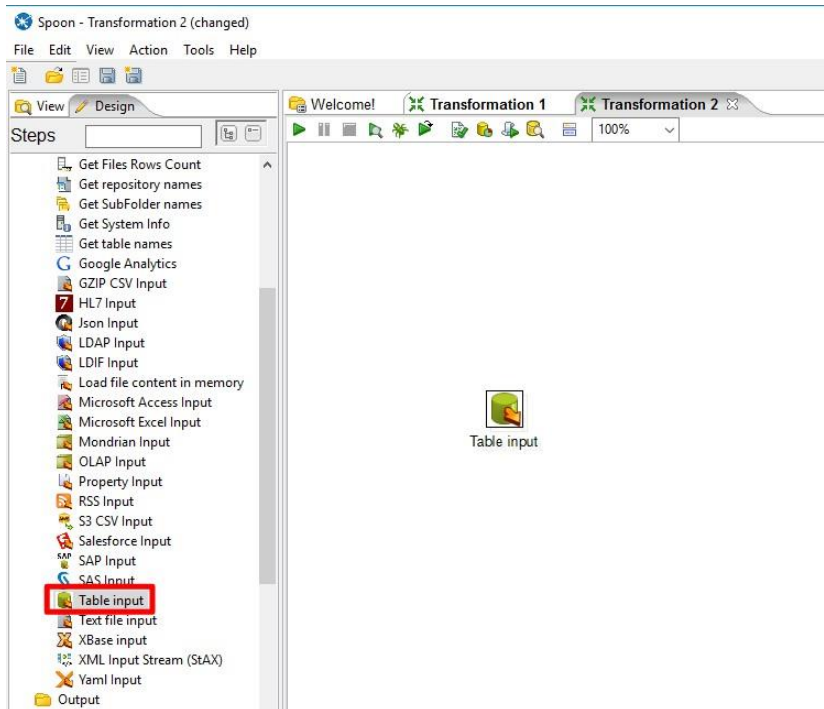 Spoon - Transformation 2 (changed)
File Edit View Action Tools Help
View Design
Steps
Get Files Rows Count
Get repository names
Get SubFolder names
Get System Info
Get table names
G Google Analytics
GZIP CSV Input
7 HL7 Input
Json Input
LDAP Input
LDIF Input
Load file content in memory
Microsoft Access Input
Microsoft Excel Input
Mondrian Input
OLAP Input
Property Input
RSS Input
S3 CSV Input
Salesforce Input
SAP SAP Input
SAS Input
Table input
Text file input
XBase input
XML Input Stream (StAX)
Yaml Input
Output
Welcome! Transformation 1 Transformation 2
100%
Table input